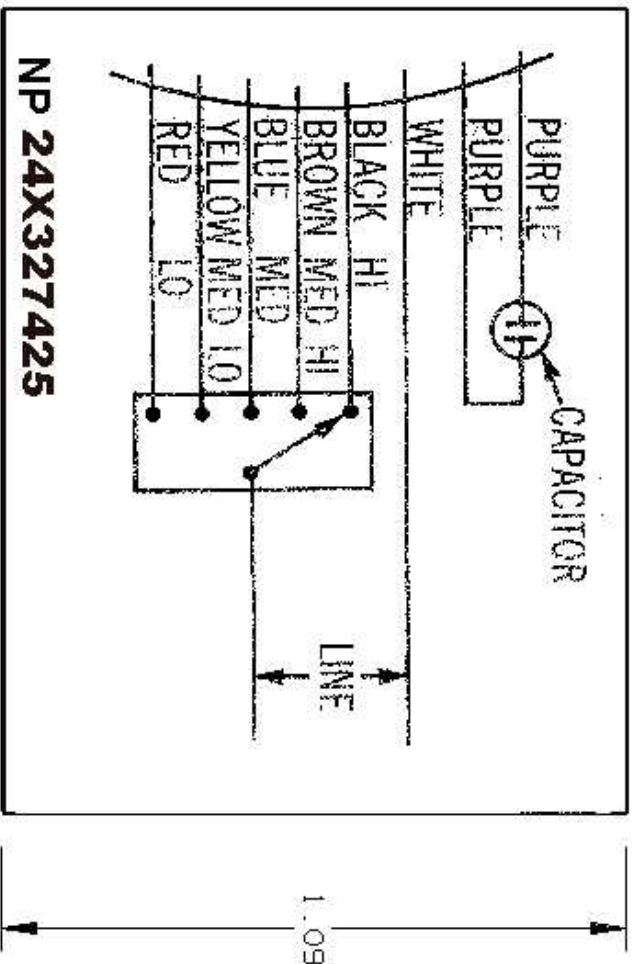 PURPLE
CAPACITOR
PURPLE
WHITE
BLACK HI
BROWN MED HI
BLUE MED
YELLOW MED LO
RED LO
LINE
NP 24X327425
1.09